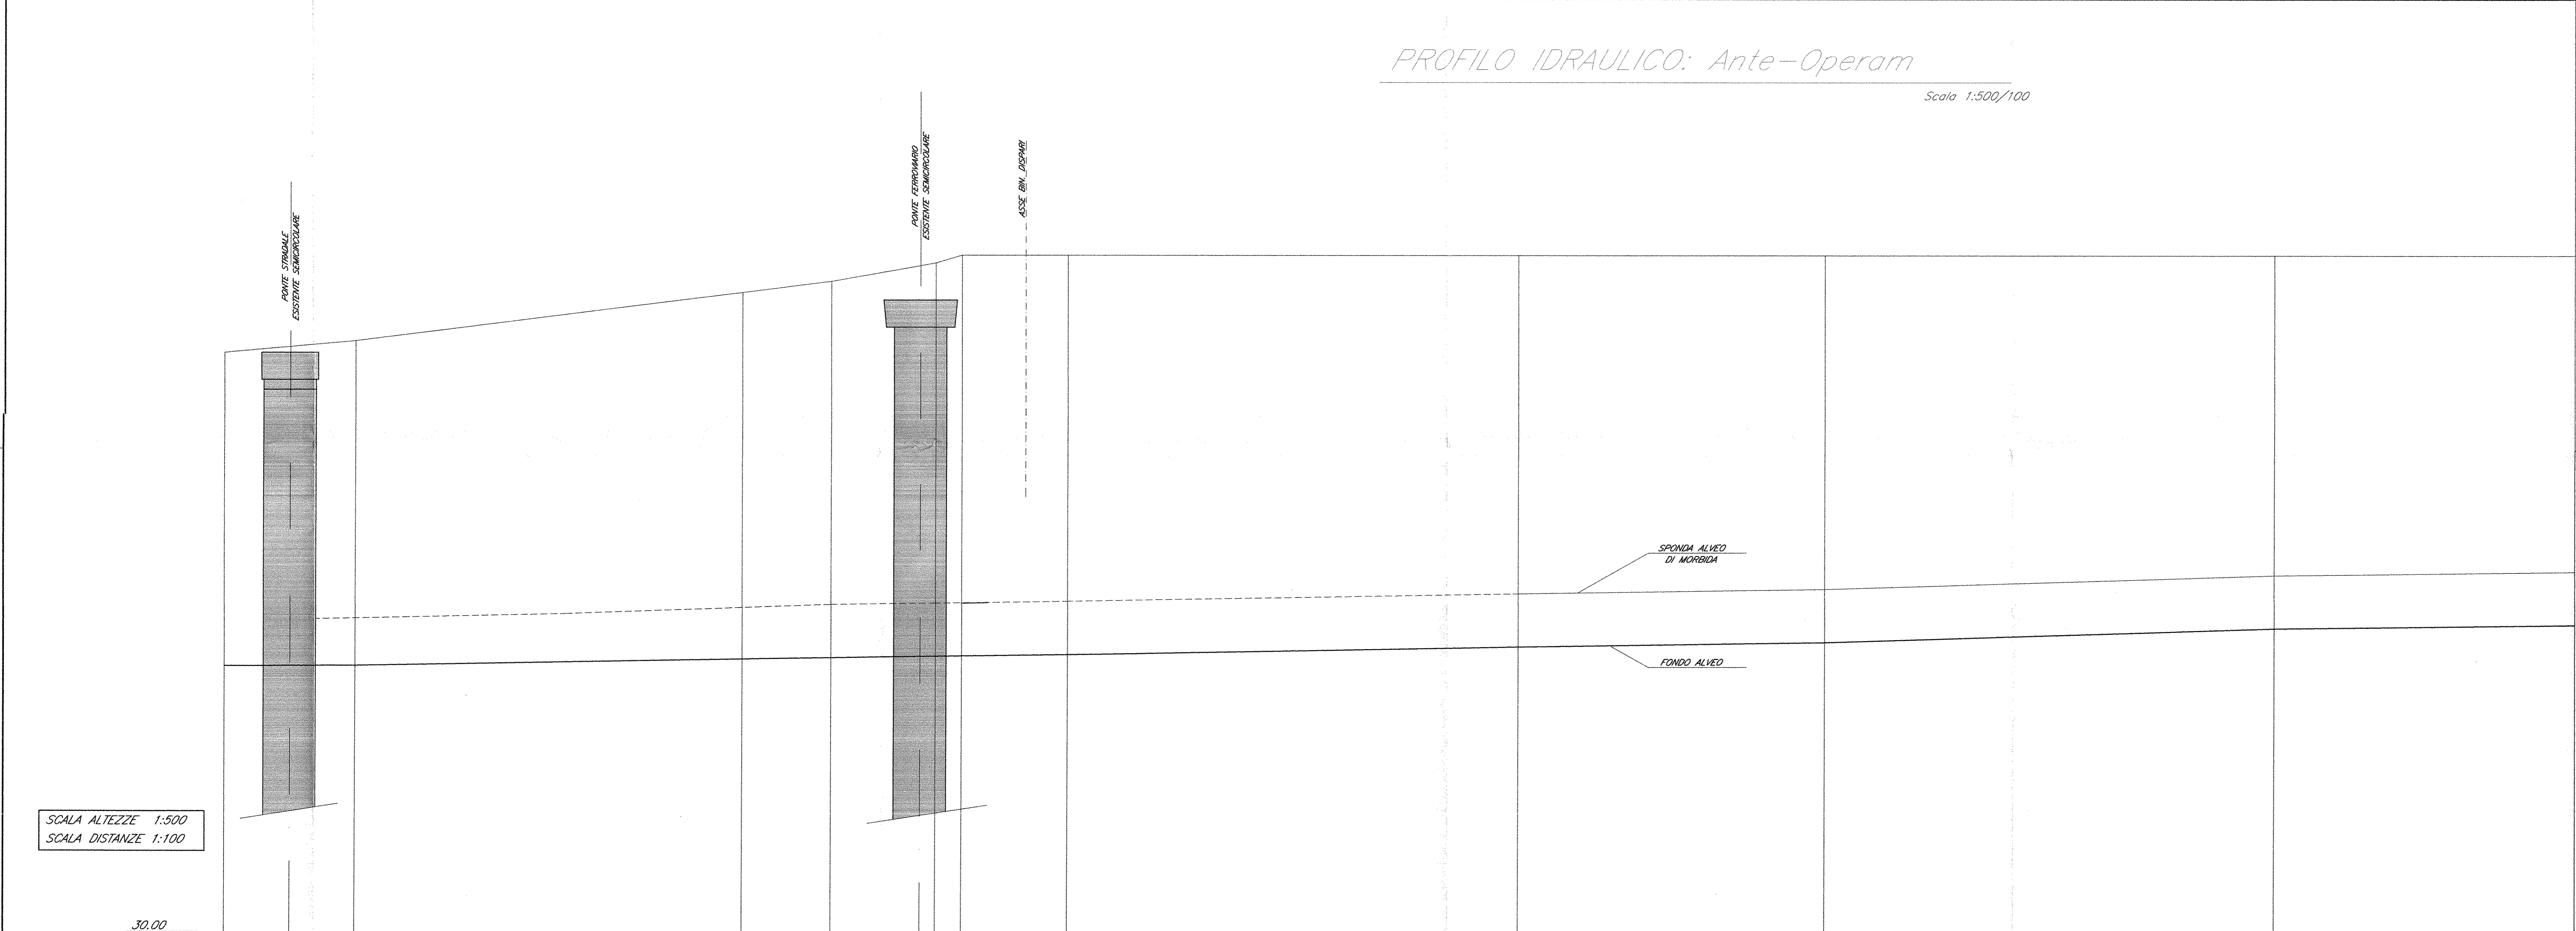 PROFILO IDRAULICO: Ante-Operam
Scala 1:500/100
PONTE STRADALE
ESISTENTE SEMICIRCOLARE
PONTE FERROVIARIO
ESISTENTE SEMICIRCOLARE
ASSE BIN. DISPARI
SPONDA ALVEO
DI MORBIDA
FONDO ALVEO
SCALA ALTEZZE 1:500
SCALA DISTANZE 1:100
30.00